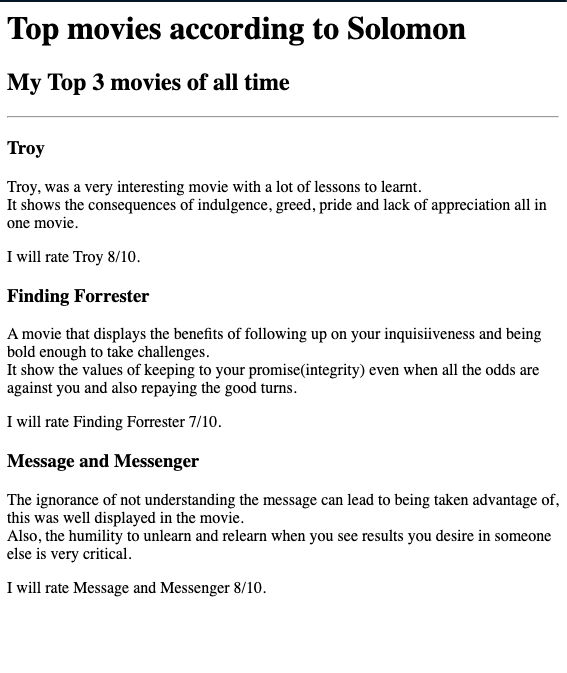 Top movies according to Solomon
My Top 3 movies of all time
Troy
Troy, was a very interesting movie with a lot of lessons to learnt.
It shows the consequences of indulgence, greed, pride and lack of appreciation all in
one movie.
I will rate Troy 8/10.
Finding Forrester
A movie that displays the benefits of following up on your inquisiiveness and being
bold enough to take challenges.
It show the values of keeping to your promise(integrity) even when all the odds are
against you and also repaying the good turns.
I will rate Finding Forrester 7/10.
Message and Messenger
The ignorance of not understanding the message can lead to being taken advantage of,
this was well displayed in the movie.
Also, the humility to unlearn and relearn when you see results you desire in someone
else is very critical.
I will rate Message and Messenger 8/10.